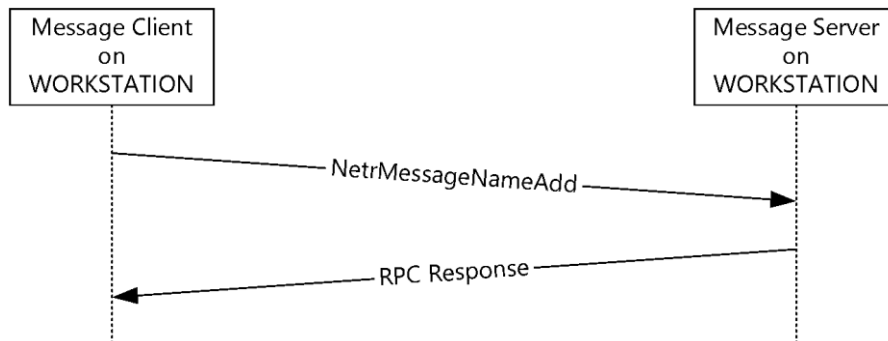 Message Client
on
WORKSTATION
Message Server
on
WORKSTATION
NetrMessageNameAdd
RPC Response